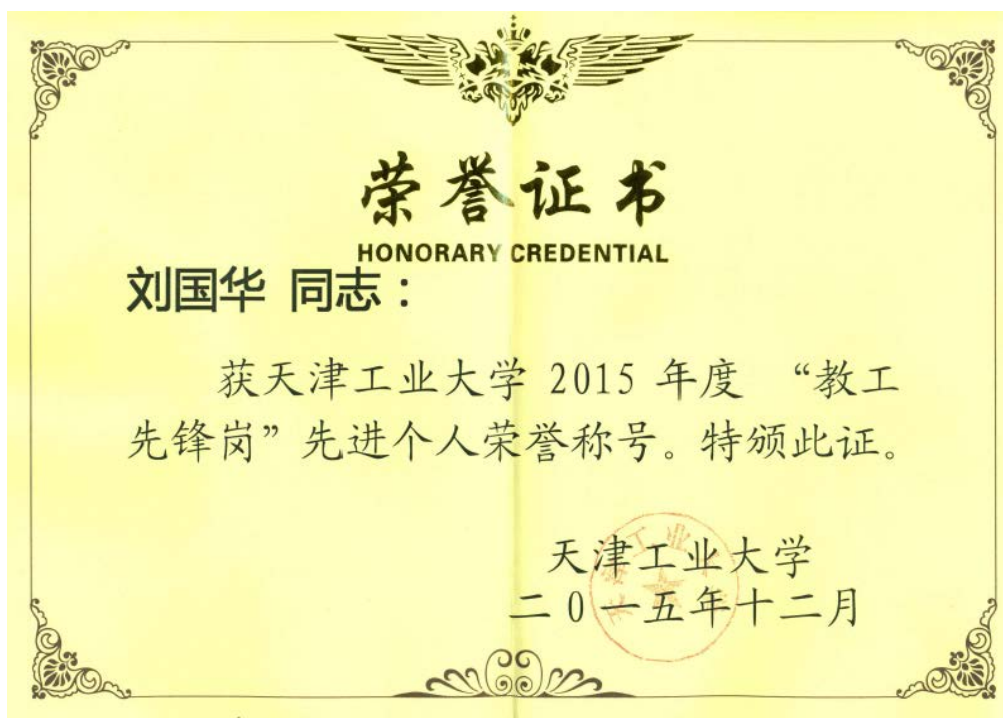 荣誉证书
HONORARY CREDENTIAL
刘国华 同志：
获天津工业大学 2015 年度 “教工
先锋岗”先进个人荣誉称号。特颁此证。
天津工业大学
二0一五年十二月